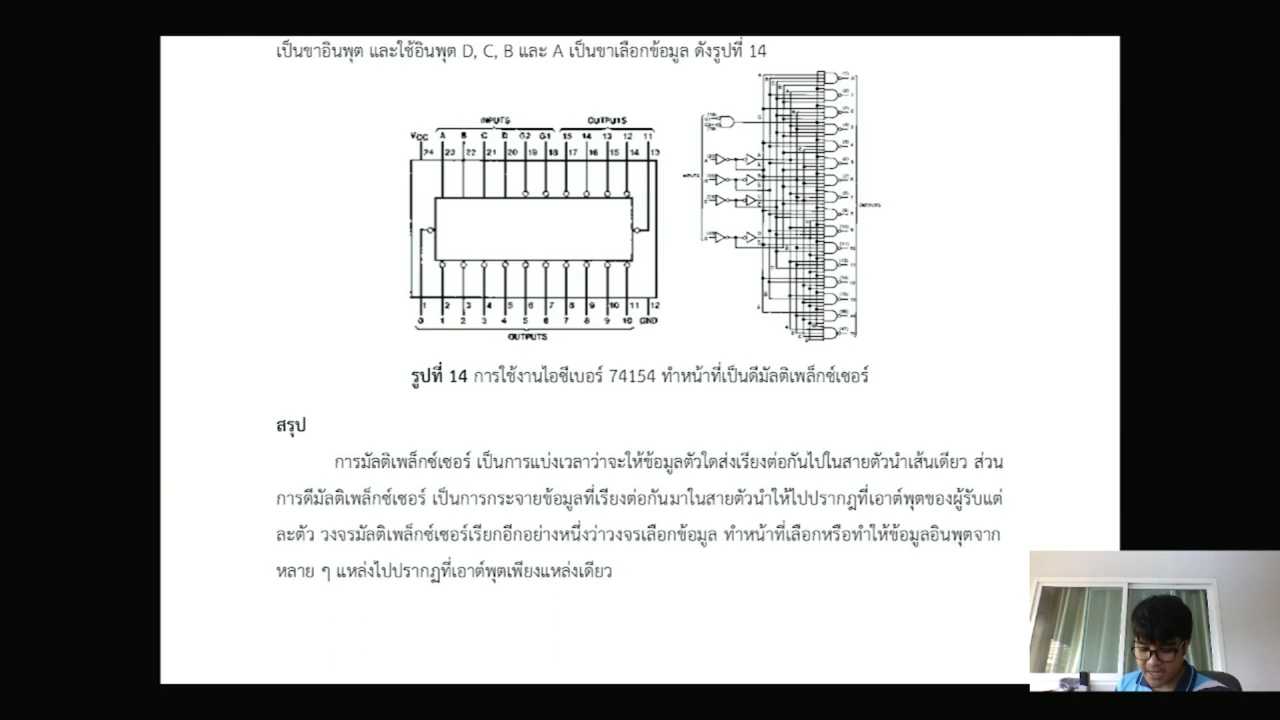 เป็นขาอินพุต และใช้อินพุต D, C, B และ A เป็นขาเลือกข้อมูล ดังรูปที่ 14
INPUTS OUTPUTS
VCC A B C D G2 G1 15 14 13 12 11
24 23 22 21 20 19 18 17 16 15 14 13
1 2 3 4 5 6 7 8 9 10 11 12
0 1 2 3 4 5 6 7 8 9 10 GND
OUTPUTS
INPUTS
OUTPUTS
รูปที่ 14 การใช้งานไอซีเบอร์ 74154 ทำหน้าที่เป็นดีมัลติเพล็กซ์เซอร์
สรุป
การมัลติเพล็กซ์เซอร์ เป็นการแบ่งเวลาว่าจะให้ข้อมูลตัวใดส่งเรียงต่อกันไปในสายตัวนำเส้นเดียว ส่วน
การดีมัลติเพล็กซ์เซอร์ เป็นการกระจายข้อมูลที่เรียงต่อกันมาในสายตัวนำให้ไปปรากฎที่เอาต์พุตของผู้รับแต่
ละตัว วงจรมัลติเพล็กซ์เซอร์เรียกอีกอย่างหนึ่งว่าวงจรเลือกข้อมูล ทำหน้าที่เลือกหรือทำให้ข้อมูลอินพุตจาก
หลาย ๆ แหล่งไปปรากฏที่เอาต์พุตเพียงแหล่งเดียว